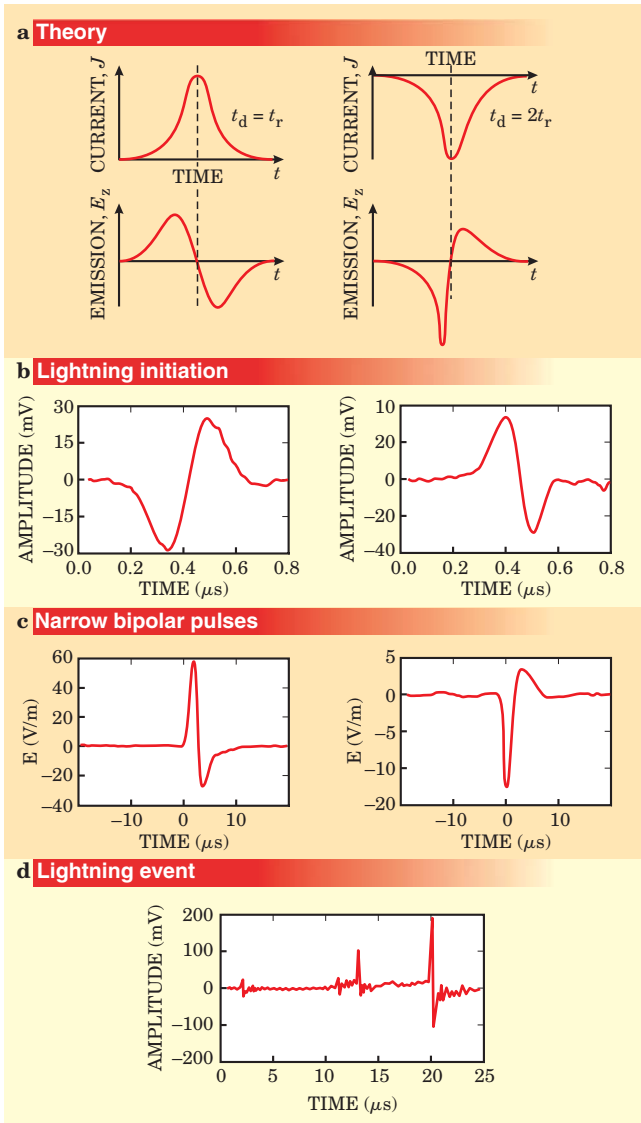 a Theory
CURRENT, J
t_d = t_r
TIME
t
TIME
CURRENT, J
t
t_d = 2t_r
EMISSION, E_z
t
EMISSION, E_z
t
b Lightning initiation
AMPLITUDE (mV)
30
15
0
−15
−30
0.0 0.2 0.4 0.6 0.8
TIME (μs)
AMPLITUDE (mV)
10
20
0
−20
−40
0.0 0.2 0.4 0.6 0.8
TIME (μs)
c Narrow bipolar pulses
E (V/m)
60
40
20
0
−20
−40
−10 0 10
TIME (μs)
E (V/m)
5
0
−5
−10
−15
−20
−10 0 10
TIME (μs)
d Lightning event
AMPLITUDE (mV)
200
100
0
−100
−200
0 5 10 15 20 25
TIME (μs)